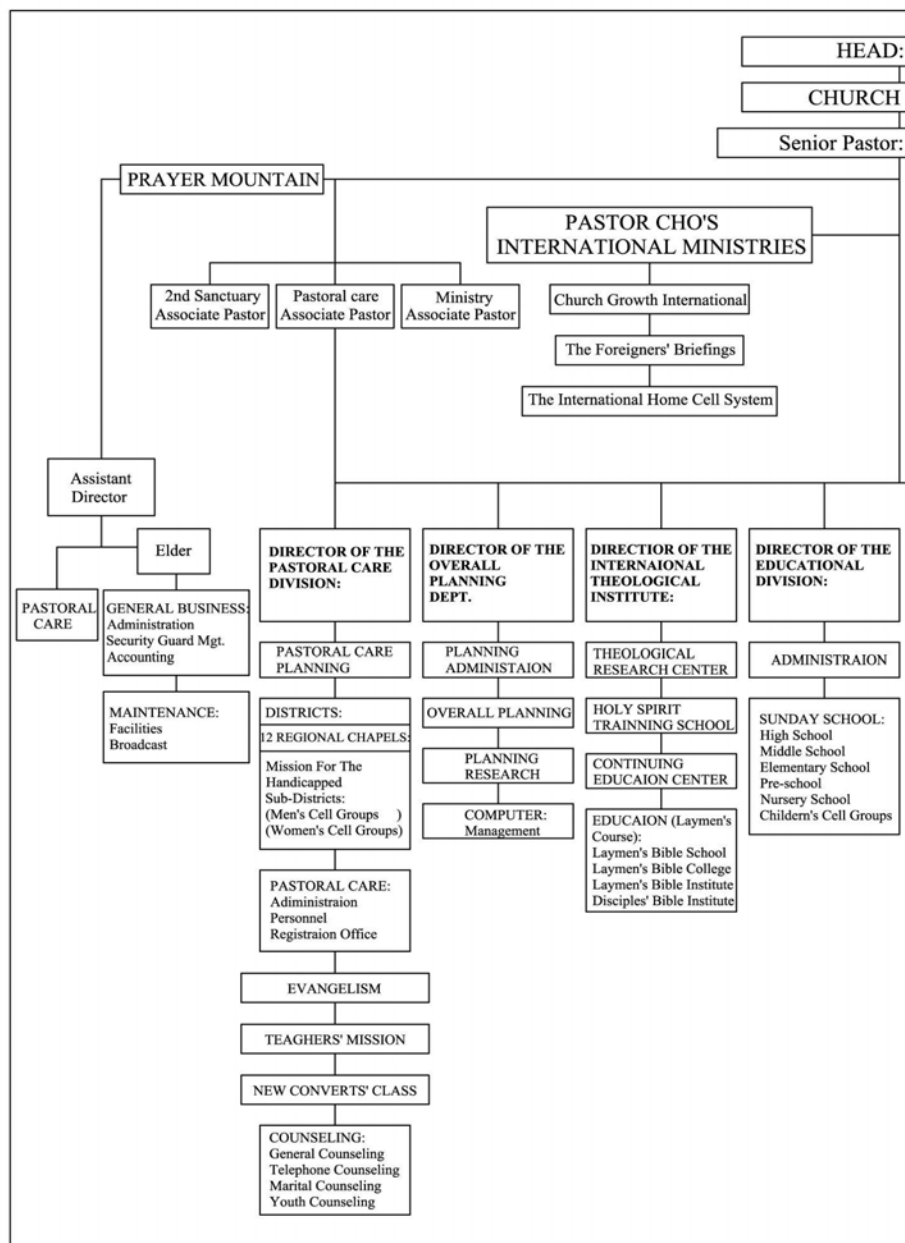 HEAD:
CHURCH
Senior Pastor:
PRAYER MOUNTAIN
PASTOR CHO'S
INTERNATIONAL MINISTRIES
2nd Sanctuary
Associate Pastor
Pastoral care
Associate Pastor
Ministry
Associate Pastor
Church Growth International
The Foreigners' Briefings
The International Home Cell System
Assistant
Director
Elder
PASTORAL
CARE
GENERAL BUSINESS:
Administration
Security Guard Mgt.
Accounting
MAINTENANCE:
Facilities
Broadcast
DIRECTOR OF THE
PASTORAL CARE
DIVISION:
PASTORAL CARE
PLANNING
DISTRICTS:
12 REGIONAL CHAPELS:
Mission For The
Handicapped
Sub-Districts:
(Men's Cell Groups )
(Women's Cell Groups)
PASTORAL CARE:
Adiministraion
Personnel
Registraion Office
EVANGELISM
TEAGHERS' MISSION
NEW CONVERTS' CLASS
COUNSELING:
General Counseling
Telephone Counseling
Marital Counseling
Youth Counseling
DIRECTOR OF THE
OVERALL
PLANNING
DEPT.
PLANNING
ADMINISTAION
OVERALL PLANNING
PLANNING
RESEARCH
COMPUTER:
Management
DIRECTOR OF THE
INTERNAIONAL
THEOLOGICAL
INSTITUTE:
THEOLOGICAL
RESEARCH CENTER
HOLY SPIRIT
TRAINNING SCHOOL
CONTINUING
EDUCAION CENTER
EDUCAION (Laymen's
Course):
Laymen's Bible School
Laymen's Bible College
Laymen's Bible Institute
Disciples' Bible Institute
DIRECTOR OF THE
EDUCATIONAL
DIVISION:
ADMINISTRAION
SUNDAY SCHOOL:
High School
Middle School
Elementary School
Pre-school
Nursery School
Childern's Cell Groups